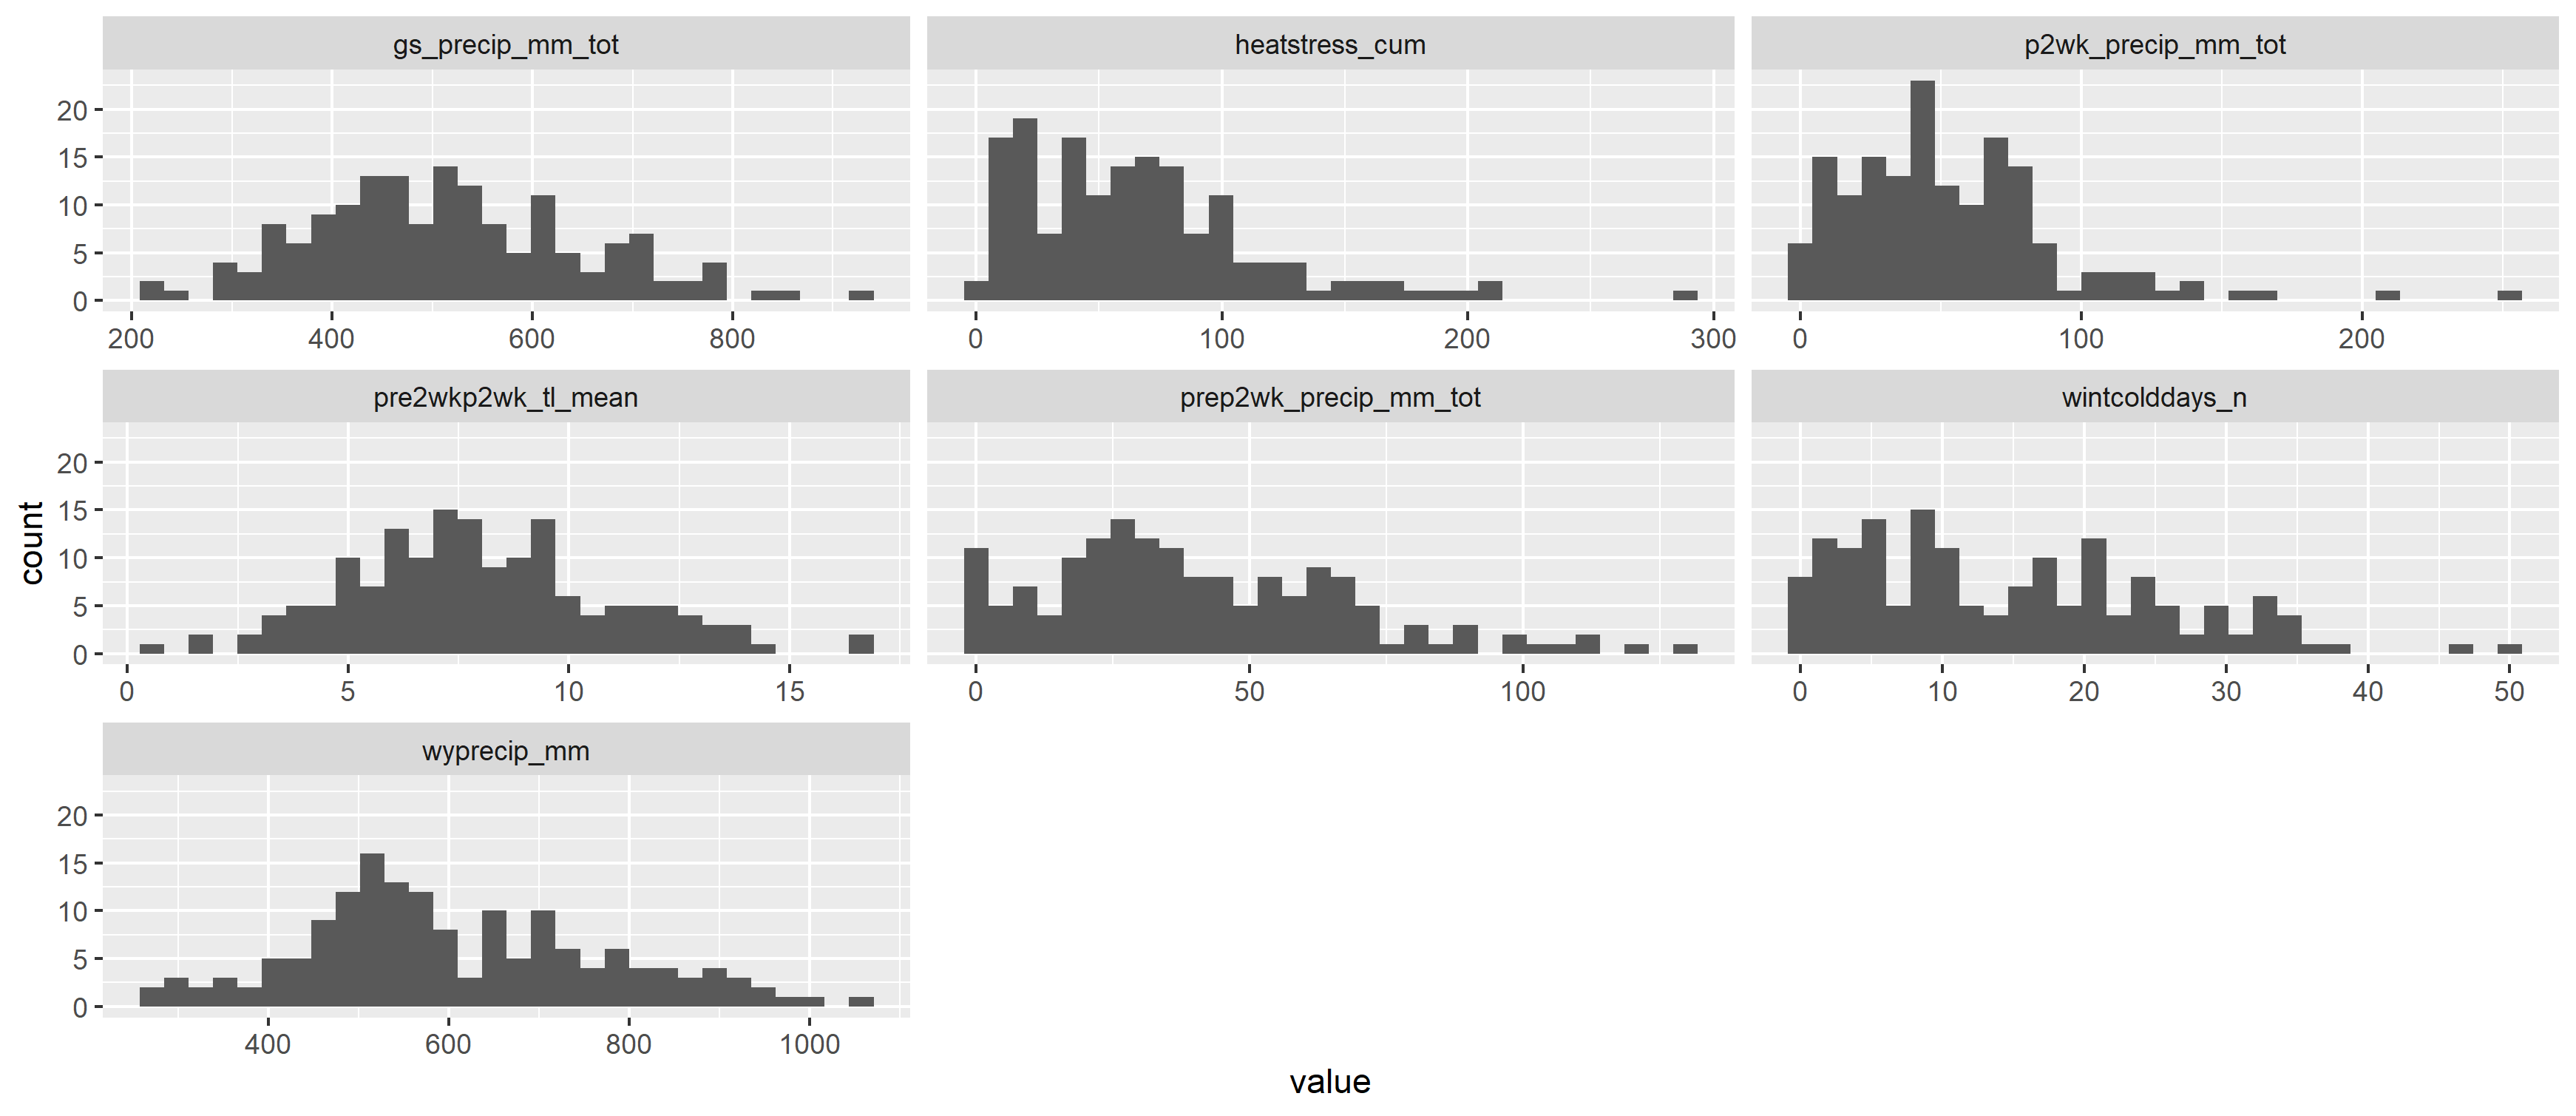 gs_precip_mm_tot heatstress_cum p2wk_precip_mm_tot
20
15
10
5
0
200 400 600 800 0 100 200 300 0 100 200
pre2wkp2wk_tl_mean prep2wk_precip_mm_tot wintcolddays_n
20
15
10
5
0
0 5 10 15 0 50 100 0 10 20 30 40 50
count
wyprecip_mm
20
15
10
5
0
400 600 800 1000
value